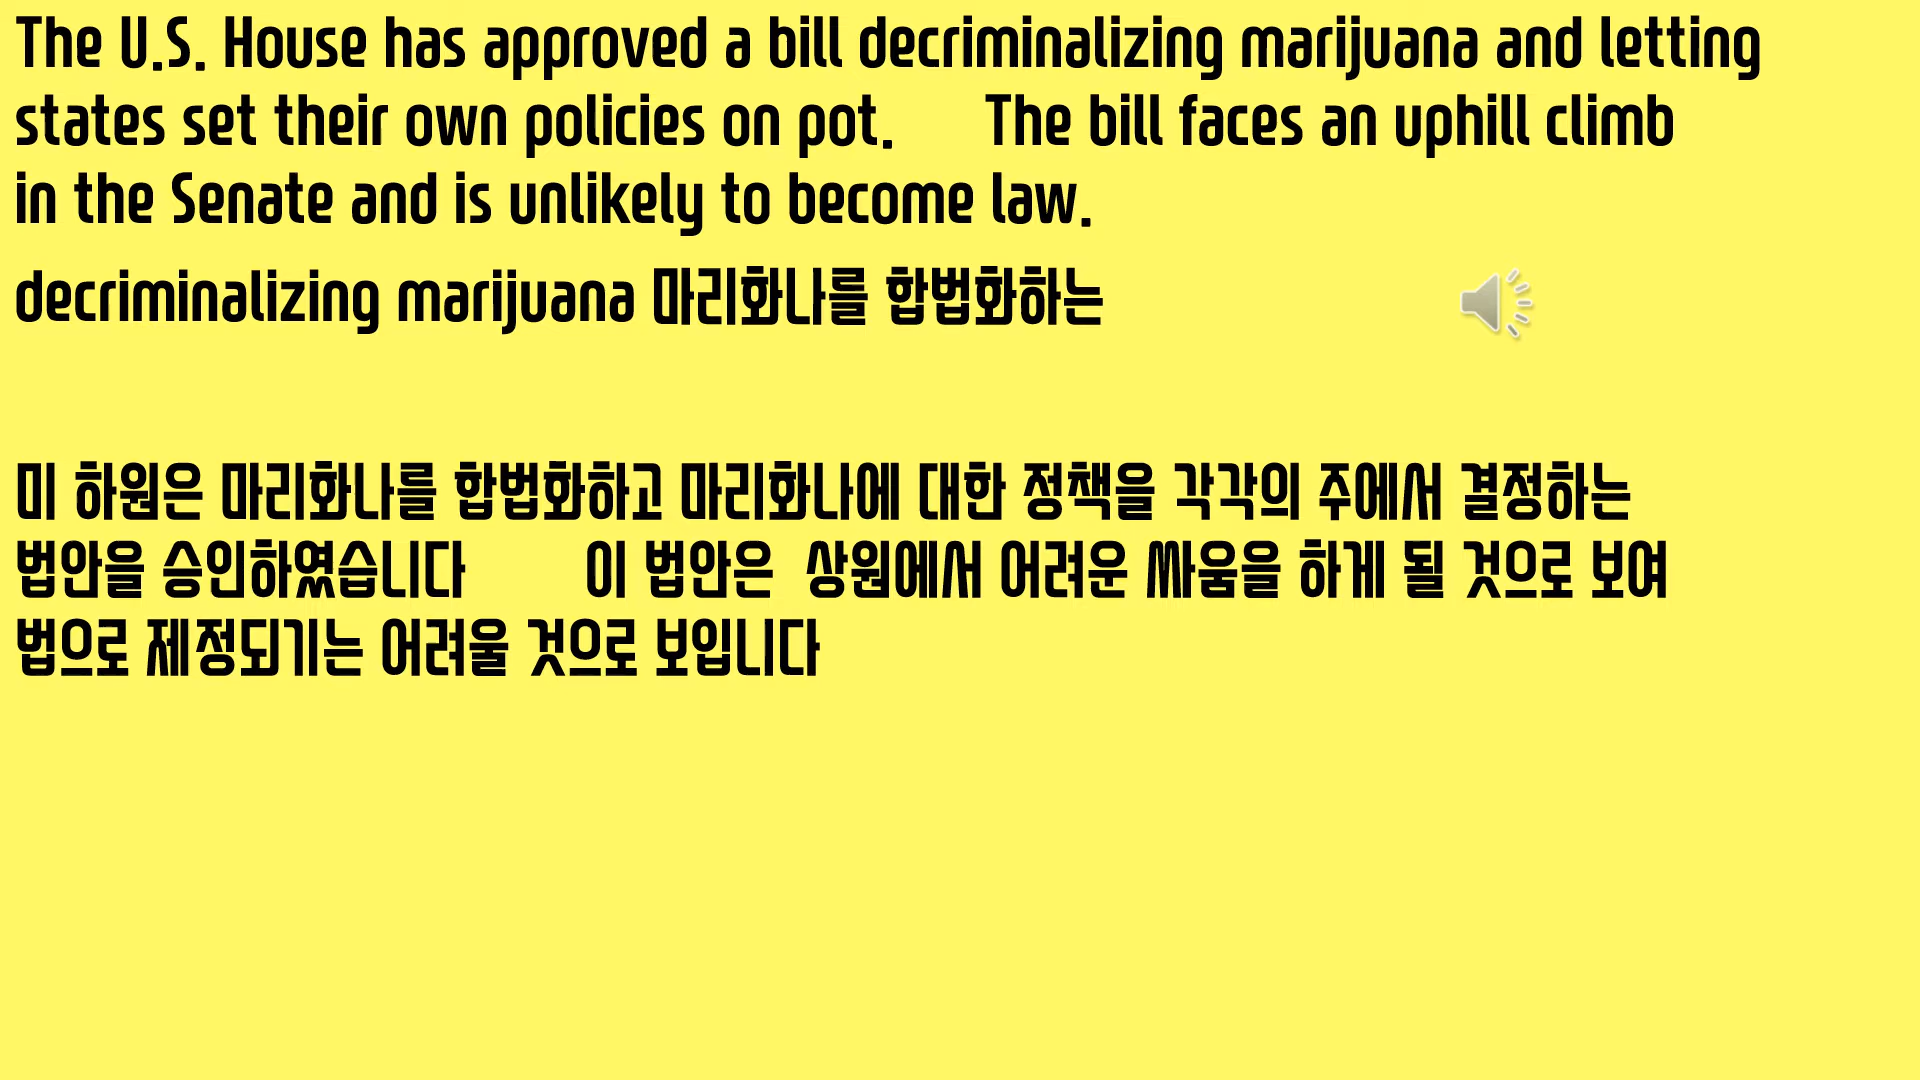 The U.S. House has approved a bill decriminalizing marijuana and letting
states set their own policies on pot. The bill faces an uphill climb
in the Senate and is unlikely to become law.
decriminalizing marijuana 마리화나를 합법화하는
미 하원은 마리화나를 합법화하고 마리화나에 대한 정책을 각각의 주에서 결정하는
법안을 승인하였습니다 이 법안은 상원에서 어려운 싸움을 하게 될 것으로 보여
법으로 제정되기는 어려울 것으로 보입니다